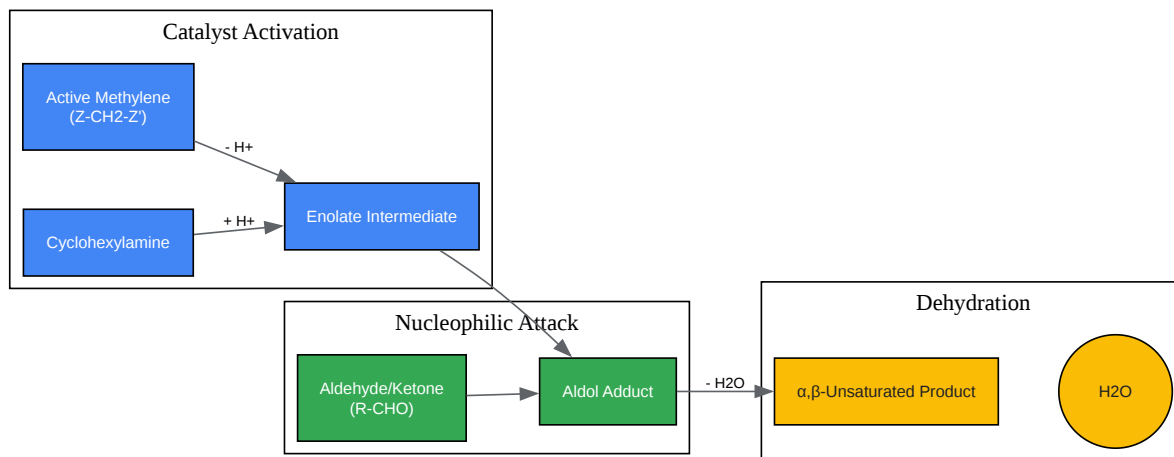 Catalyst Activation
Active Methylene
(Z-CH2-Z')
- H+
Cyclohexylamine
+ H+
Enolate Intermediate
Nucleophilic Attack
Aldehyde/Ketone
(R-CHO)
Aldol Adduct
- H2O
Dehydration
α,β-Unsaturated Product
H2O